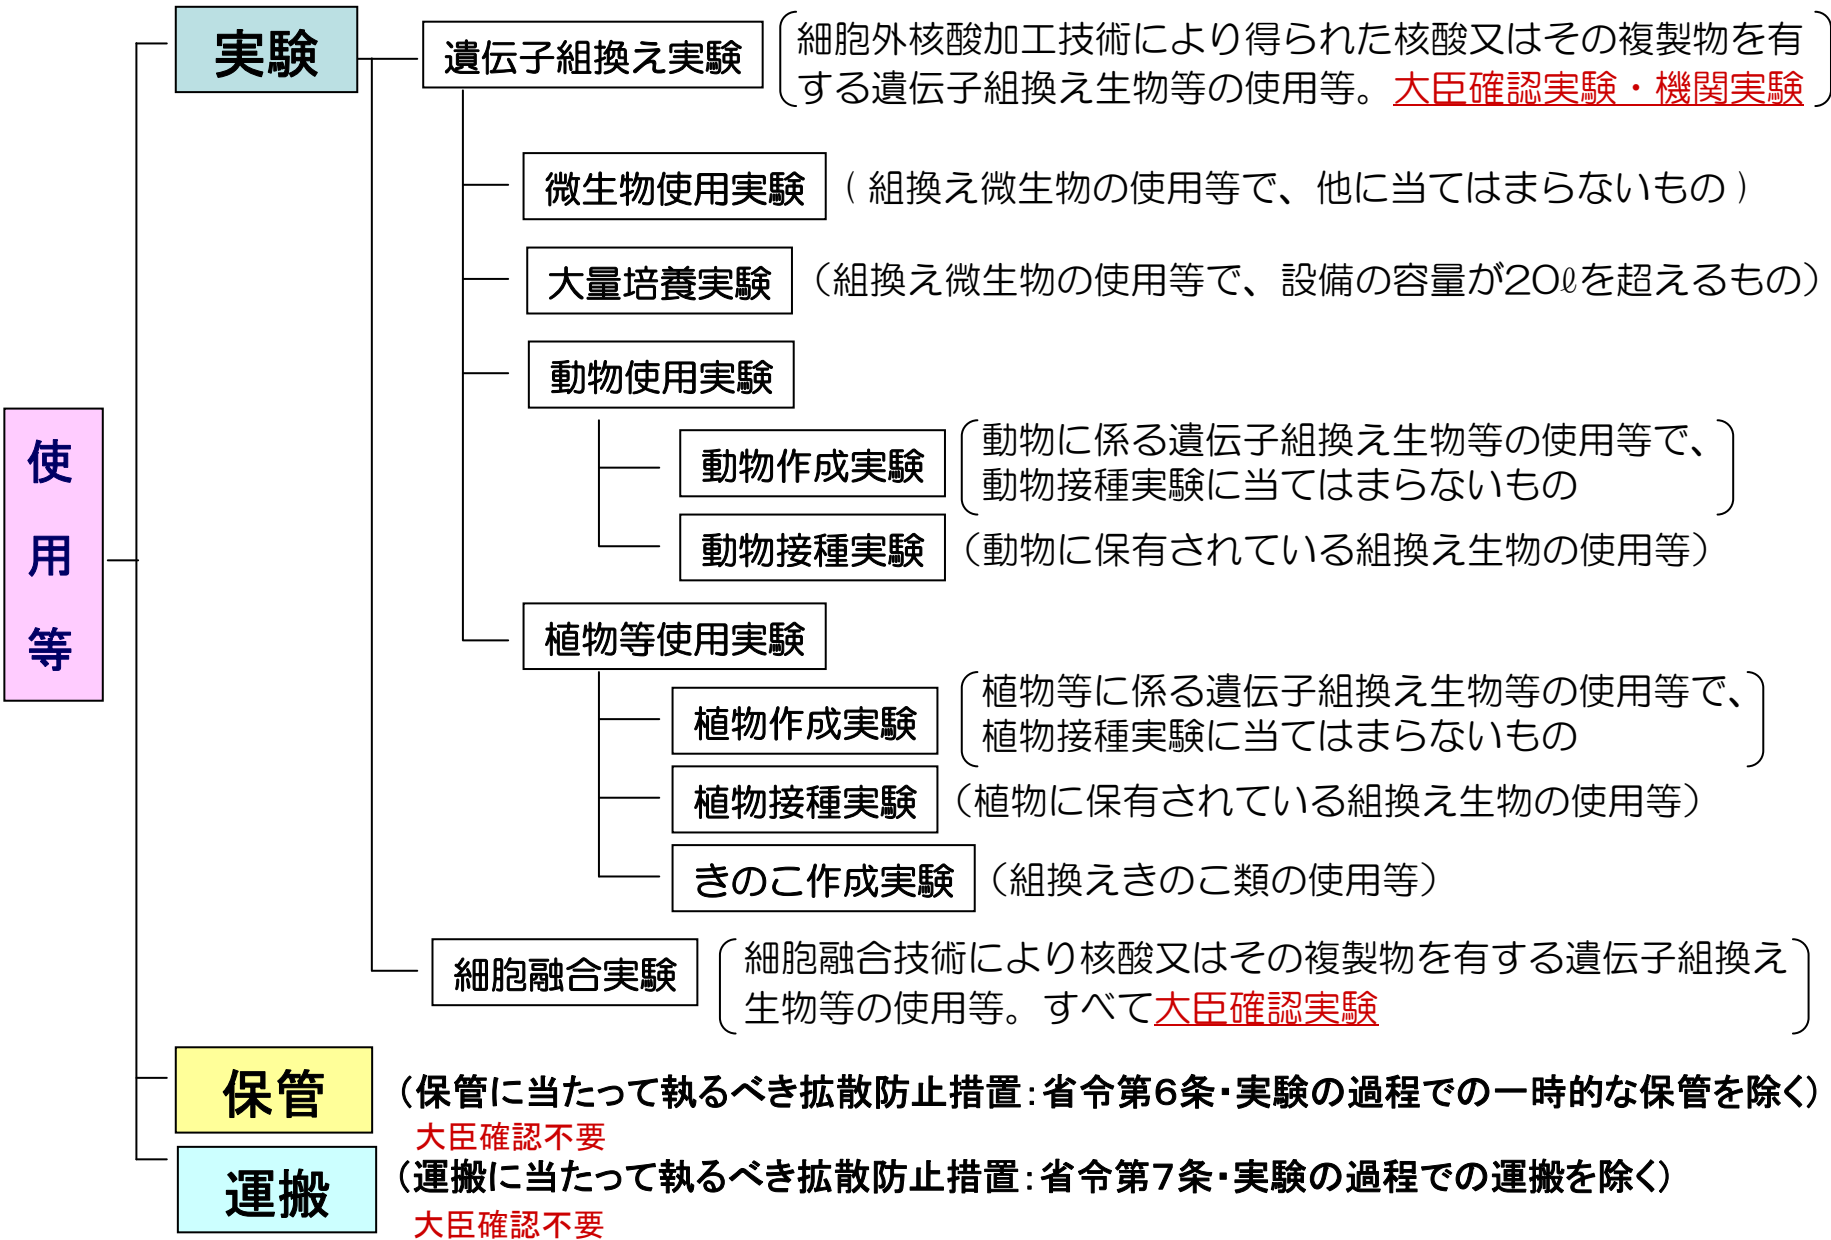 使用等
実験
遺伝子組換え実験
細胞外核酸加工技術により得られた核酸又はその複製物を有
する遺伝子組換え生物等の使用等。大臣確認実験・機関実験
微生物使用実験 （組換え微生物の使用等で、他に当てはまらないもの）
大量培養実験 （組換え微生物の使用等で、設備の容量が20ℓを超えるもの）
動物使用実験
動物作成実験
動物に係る遺伝子組換え生物等の使用等で、
動物接種実験に当てはまらないもの
動物接種実験 （動物に保有されている組換え生物の使用等）
植物等使用実験
植物作成実験
植物等に係る遺伝子組換え生物等の使用等で、
植物接種実験に当てはまらないもの
植物接種実験 （植物に保有されている組換え生物の使用等）
きのこ作成実験 （組換えきのこ類の使用等）
細胞融合実験
細胞融合技術により核酸又はその複製物を有する遺伝子組換え
生物等の使用等。すべて大臣確認実験
保管 （保管に当たって執るべき拡散防止措置：省令第6条・実験の過程での一時的な保管を除く）
大臣確認不要
運搬 （運搬に当たって執るべき拡散防止措置：省令第7条・実験の過程での運搬を除く）
大臣確認不要